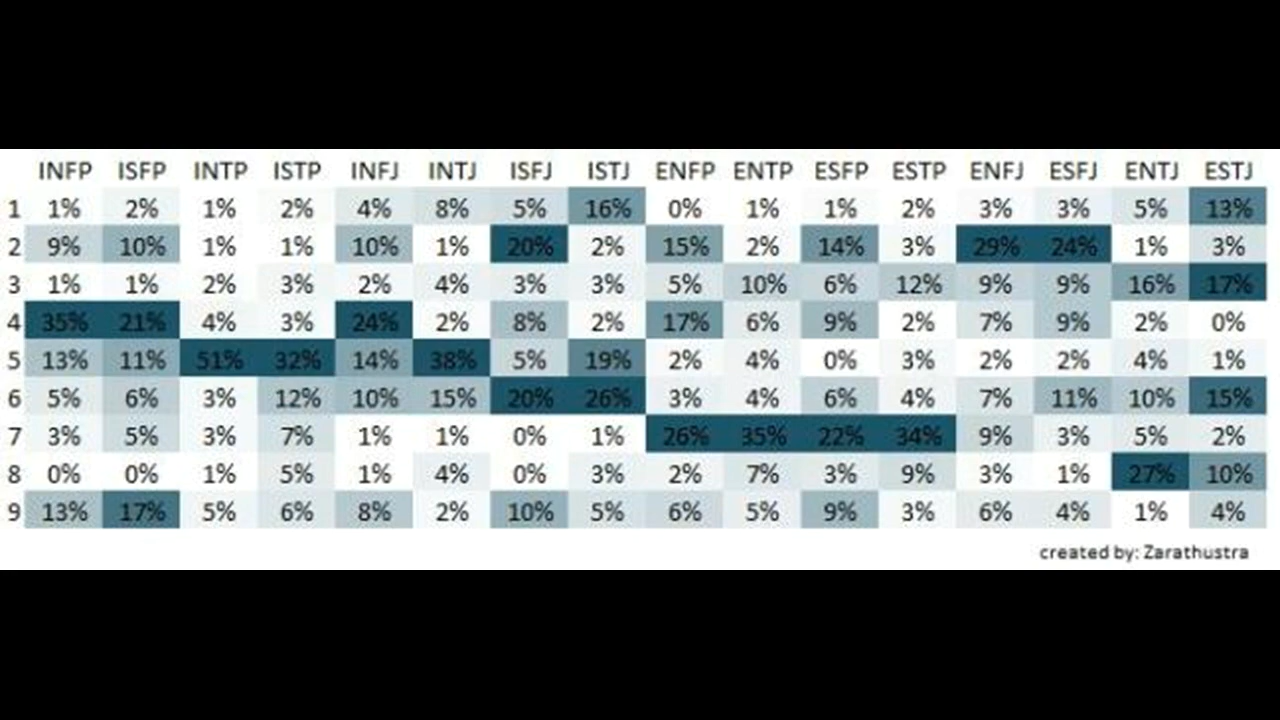 INFP ISFP INTP ISTP INFJ INTJ ISFJ ISTJ ENFP ENTP ESFP ESTP ENFJ ESFJ ENTJ ESTJ
1 1% 2% 1% 2% 4% 8% 5% 16% 0% 1% 1% 2% 3% 3% 5% 13%
2 9% 10% 1% 1% 10% 1% 20% 2% 15% 2% 14% 3% 29% 24% 1% 3%
3 1% 1% 2% 3% 2% 4% 3% 3% 5% 10% 6% 12% 9% 9% 16% 17%
4 35% 21% 4% 3% 24% 2% 8% 2% 17% 6% 9% 2% 7% 9% 2% 0%
5 13% 11% 51% 32% 14% 38% 5% 19% 2% 4% 0% 3% 2% 2% 4% 1%
6 5% 6% 3% 12% 10% 15% 20% 26% 3% 4% 6% 4% 7% 11% 10% 15%
7 3% 5% 3% 7% 1% 1% 0% 1% 26% 35% 22% 34% 9% 3% 5% 2%
8 0% 0% 1% 5% 1% 4% 0% 3% 2% 7% 3% 9% 3% 1% 27% 10%
9 13% 17% 5% 6% 8% 2% 10% 5% 6% 5% 9% 3% 6% 4% 1% 4%
created by: Zarathustra